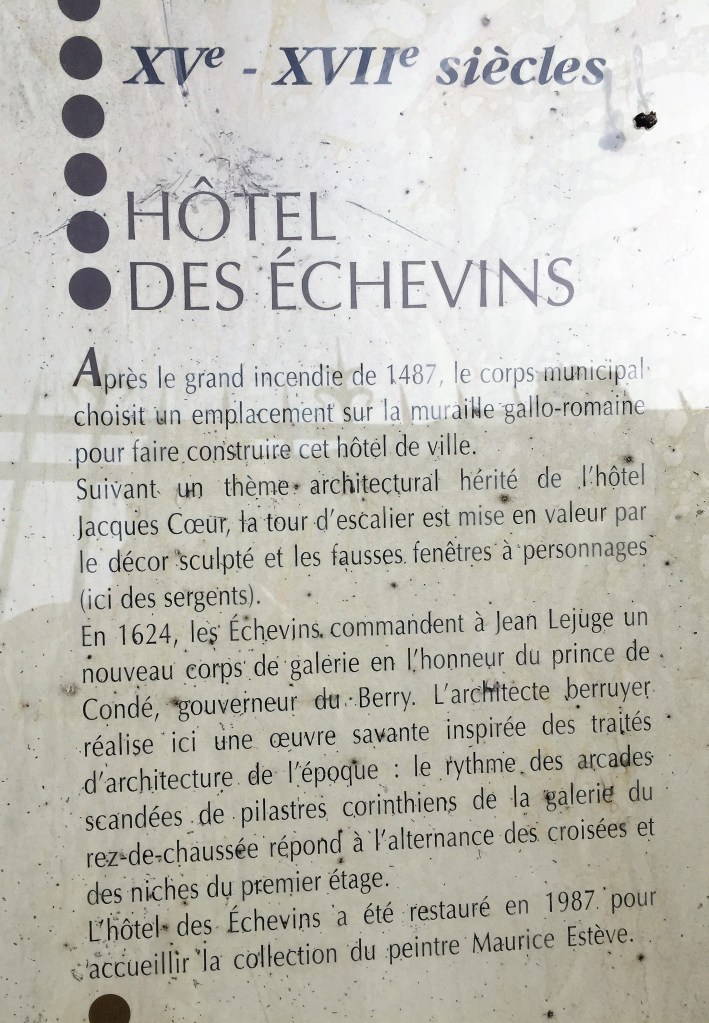 XVe - XVIIe siècles
HÔTEL
DES ÉCHEVINS
Après le grand incendie de 1487, le corps municipal
choisit un emplacement sur la muraille gallo-romaine
pour faire construire cet hôtel de ville.
Suivant un thème architectural hérité de l'hôtel
Jacques Cœur, la tour d'escalier est mise en valeur par
le décor sculpté et les fausses fenêtres à personnages
(ici des sergents).
En 1624, les Échevins commandent à Jean Lejuge un
nouveau corps de galerie en l'honneur du prince de
Condé, gouverneur du Berry. L'architecte berruyer
réalise ici une œuvre savante inspirée des traités
d'architecture de l'époque : le rythme des arcades
scandées de pilastres corinthiens de la galerie du
rez-de-chaussée répond à l'alternance des croisées et
des niches du premier étage.
L'hôtel des Échevins a été restauré en 1987 pour
accueillir la collection du peintre Maurice Estève.